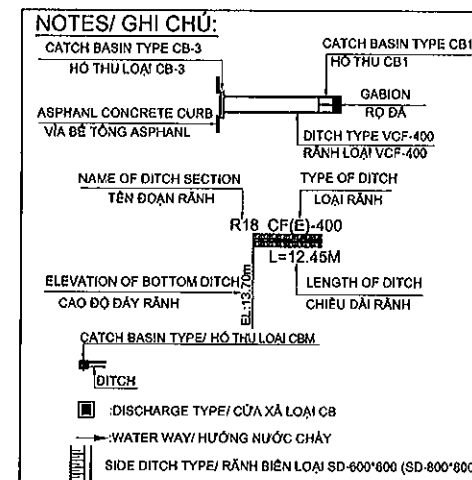 NOTES/ GHI CHÚ:
CATCH BASIN TYPE CB-3
HỐ THU LOẠI CB-3
CATCH BASIN TYPE CB1
HỐ THU CB1
ASPHANL CONCRETE CURB
VỈA BÊ TÔNG ASPHANL
GABION
RỌ ĐÁ
DITCH TYPE VCF-400
RÃNH LOẠI VCF-400
NAME OF DITCH SECTION
TÊN ĐOẠN RÃNH
TYPE OF DITCH
LOẠI RÃNH
R18 CF(E)-400
L=12.45M
ELEVATION OF BOTTOM DITCH
CAO ĐỘ ĐÁY RÃNH
EL:13.70m
LENGTH OF DITCH
CHIỀU DÀI RÃNH
CATCH BASIN TYPE/ HỐ THU LOẠI CBM
DITCH
:DISCHARGE TYPE/ CỬA XẢ LOẠI CB
:WATER WAY/ HƯỚNG NƯỚC CHẢY
SIDE DITCH TYPE/ RÃNH BIÊN LOẠI SD-600*600 (SD-800*800